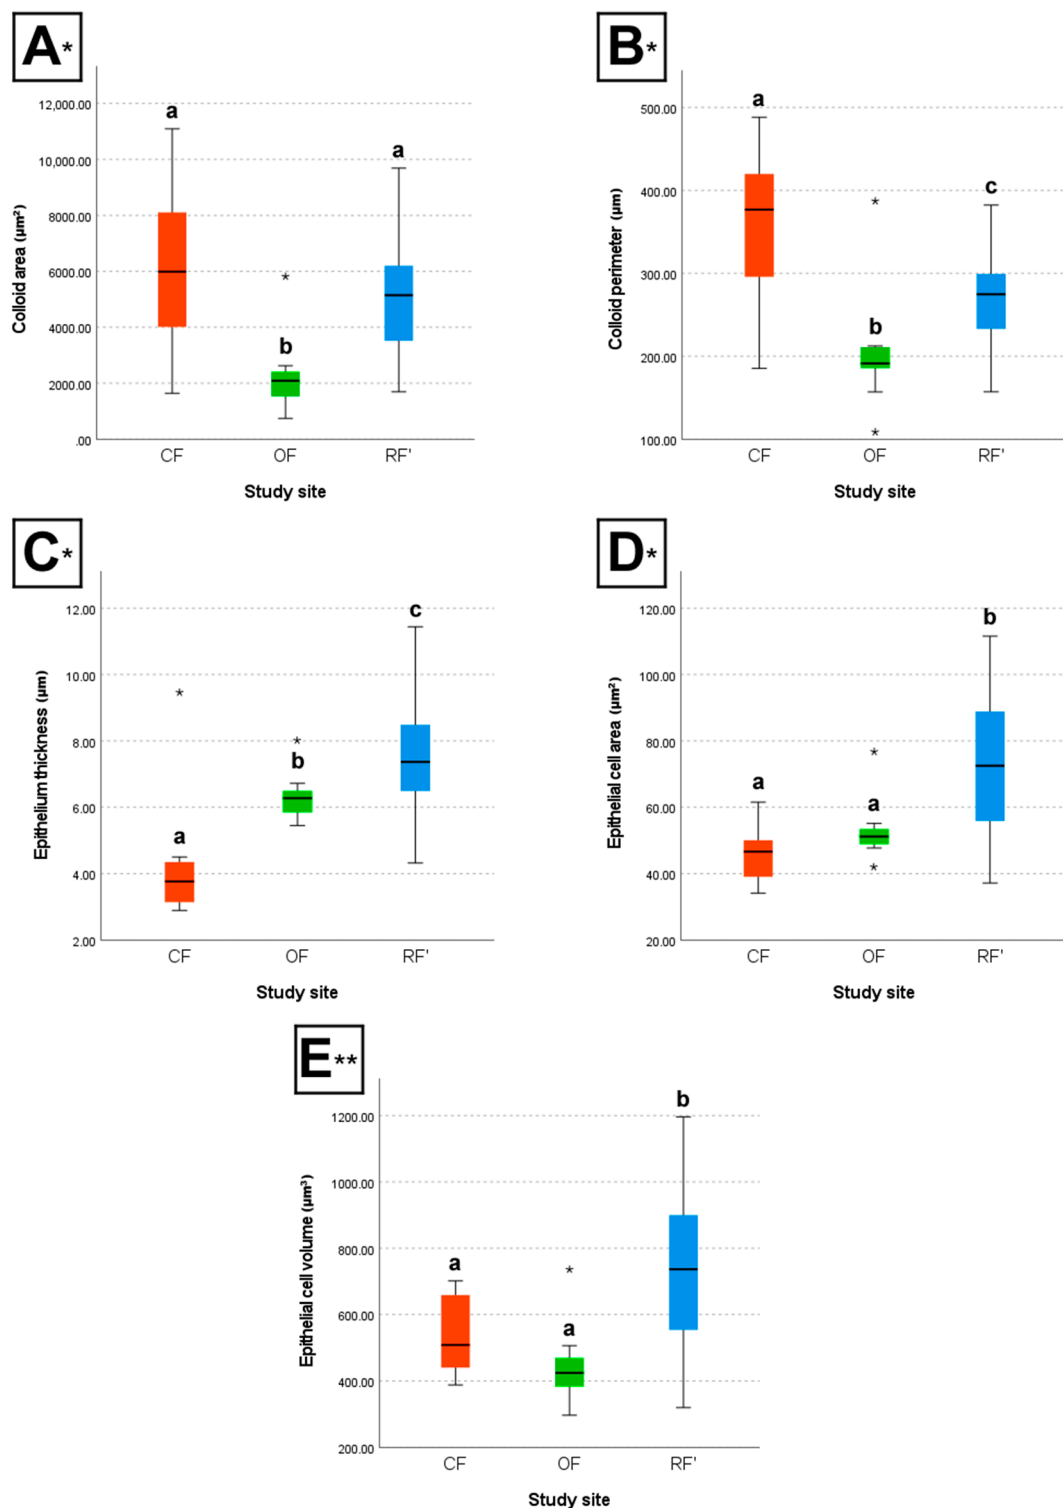 A*
12,000.00
10,000.00
8000.00
6000.00
4000.00
2000.00
.00
Colloid area (µm²)
a
b
a
*
CF OF RF'
Study site
B*
500.00
400.00
300.00
200.00
100.00
Colloid perimeter (µm)
a
b
c
*
*
CF OF RF'
Study site
C*
12.00
10.00
8.00
6.00
4.00
2.00
Epithelium thickness (µm)
a
b
c
*
*
CF OF RF'
Study site
D*
120.00
100.00
80.00
60.00
40.00
20.00
Epithelial cell area (µm²)
a
a
b
*
*
CF OF RF'
Study site
E**
1200.00
1000.00
800.00
600.00
400.00
200.00
Epithelial cell volume (µm³)
a
a
b
*
CF OF RF'
Study site